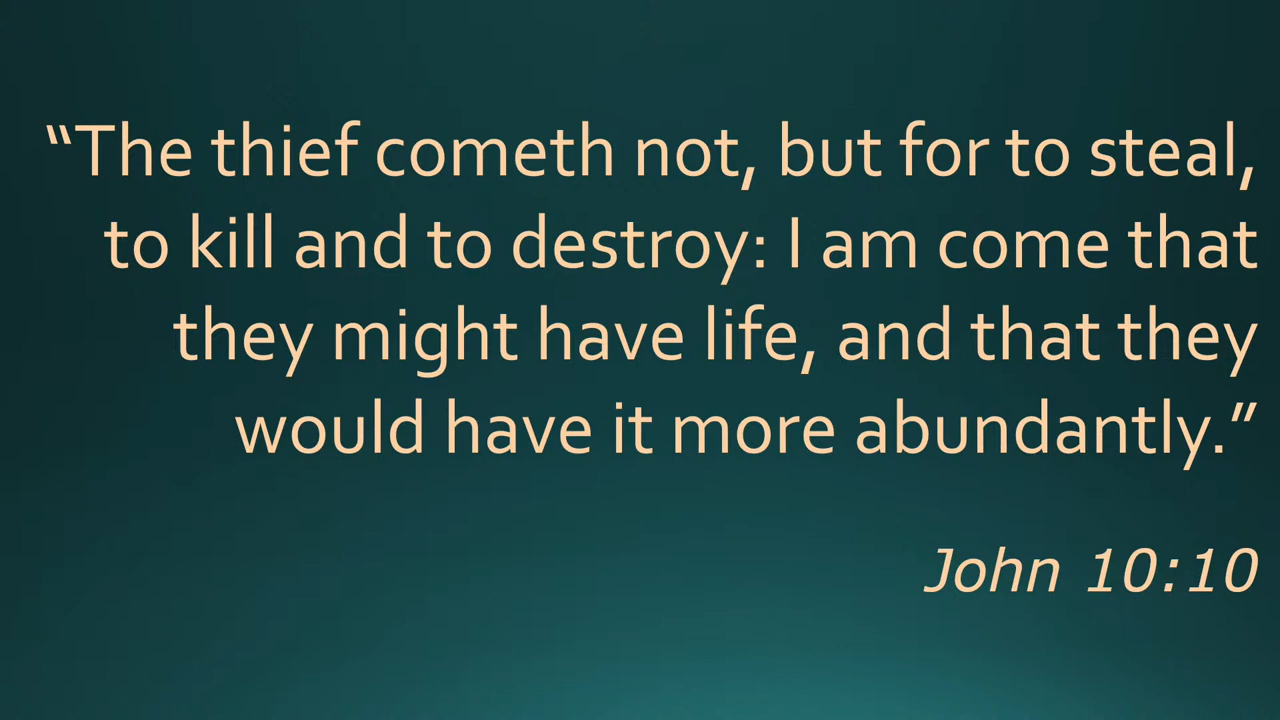 “The thief cometh not, but for to steal,
to kill and to destroy: I am come that
they might have life, and that they
would have it more abundantly.”
John 10:10